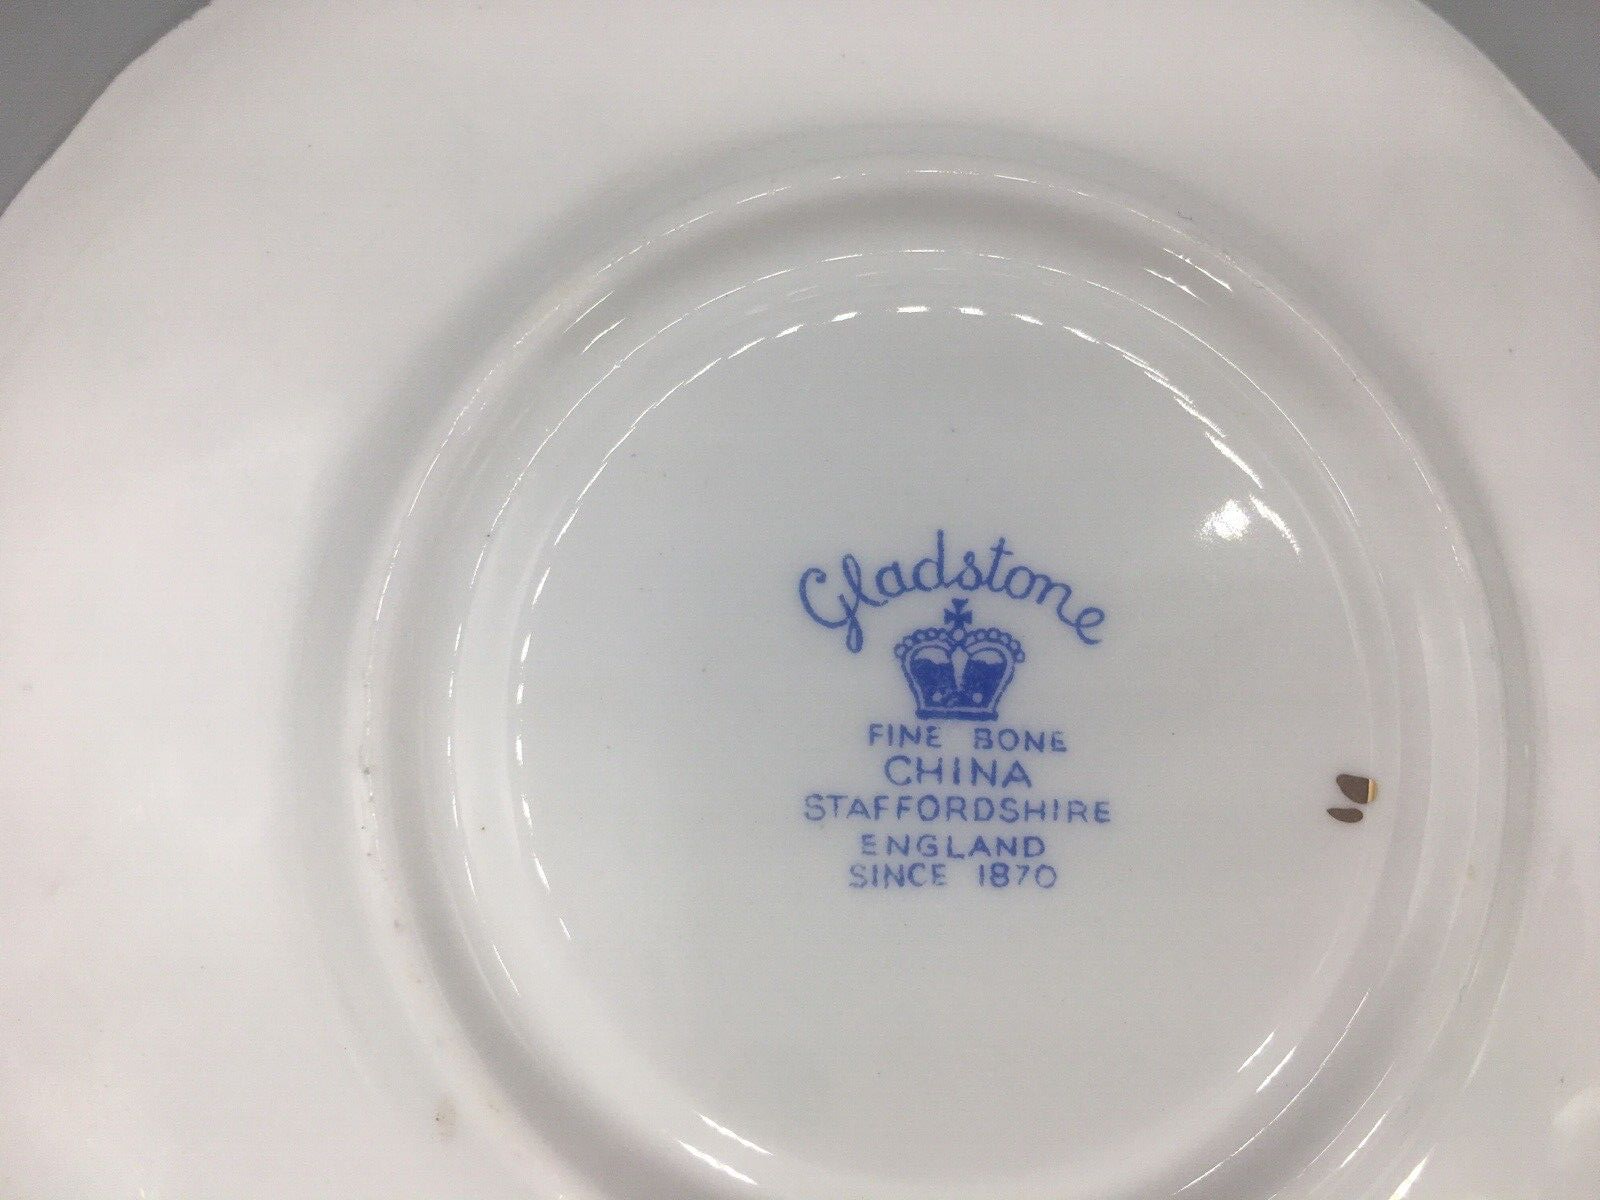 Gladstone
FINE BONE
CHINA
STAFFORDSHIRE
ENGLAND
SINCE 1870